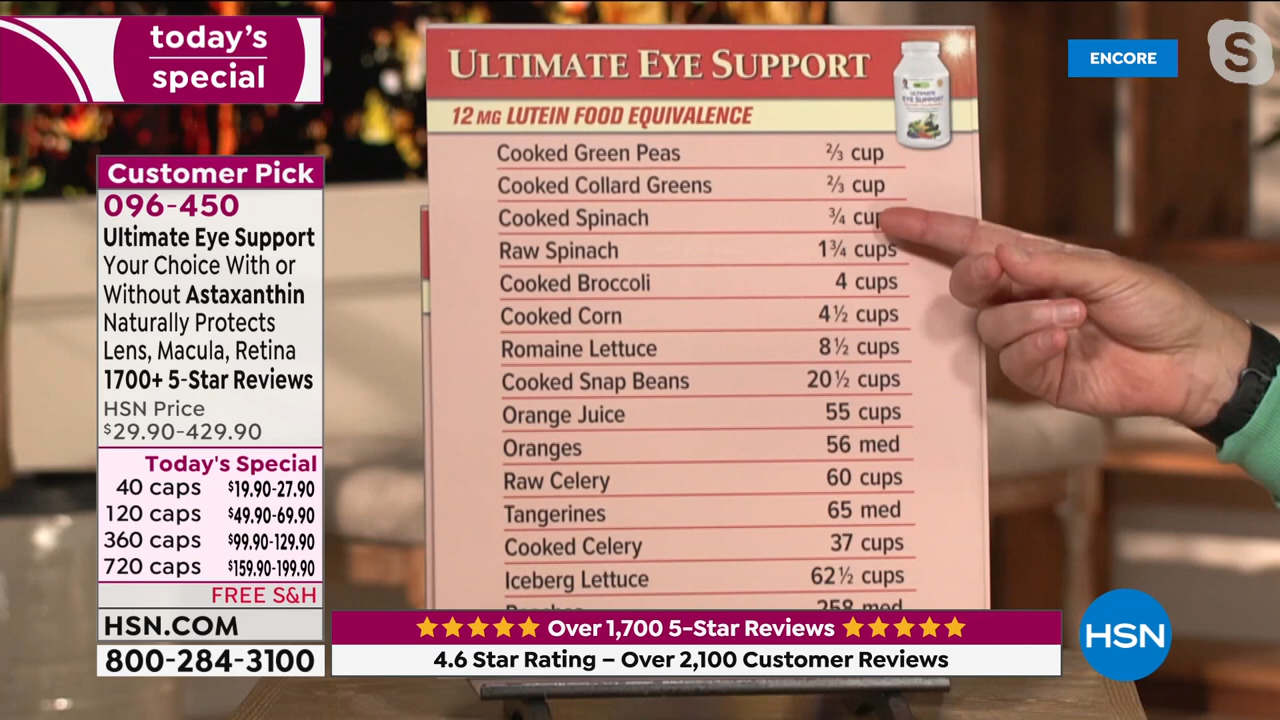 today's
special
Customer Pick
096-450
Ultimate Eye Support
Your Choice With or
Without Astaxanthin
Naturally Protects
Lens, Macula, Retina
1700+ 5-Star Reviews
HSN Price
$29.90-429.90
Today's Special
40 caps $19.90-27.90
120 caps $49.90-69.90
360 caps $99.90-129.90
720 caps $159.90-199.90
FREE S&H
HSN.COM
800-284-3100
ULTIMATE EYE SUPPORT
12 MG LUTEIN FOOD EQUIVALENCE
Cooked Green Peas ⅔ cup
Cooked Collard Greens ⅔ cup
Cooked Spinach ¾ cup
Raw Spinach 1¾ cups
Cooked Broccoli 4 cups
Cooked Corn 4½ cups
Romaine Lettuce 8½ cups
Cooked Snap Beans 20½ cups
Orange Juice 55 cups
Oranges 56 med
Raw Celery 60 cups
Tangerines 65 med
Cooked Celery 37 cups
Iceberg Lettuce 62½ cups
258 med
ULTIMATE
EYE SUPPORT
ENCORE
S
Over 1,700 5-Star Reviews
4.6 Star Rating – Over 2,100 Customer Reviews
HSN